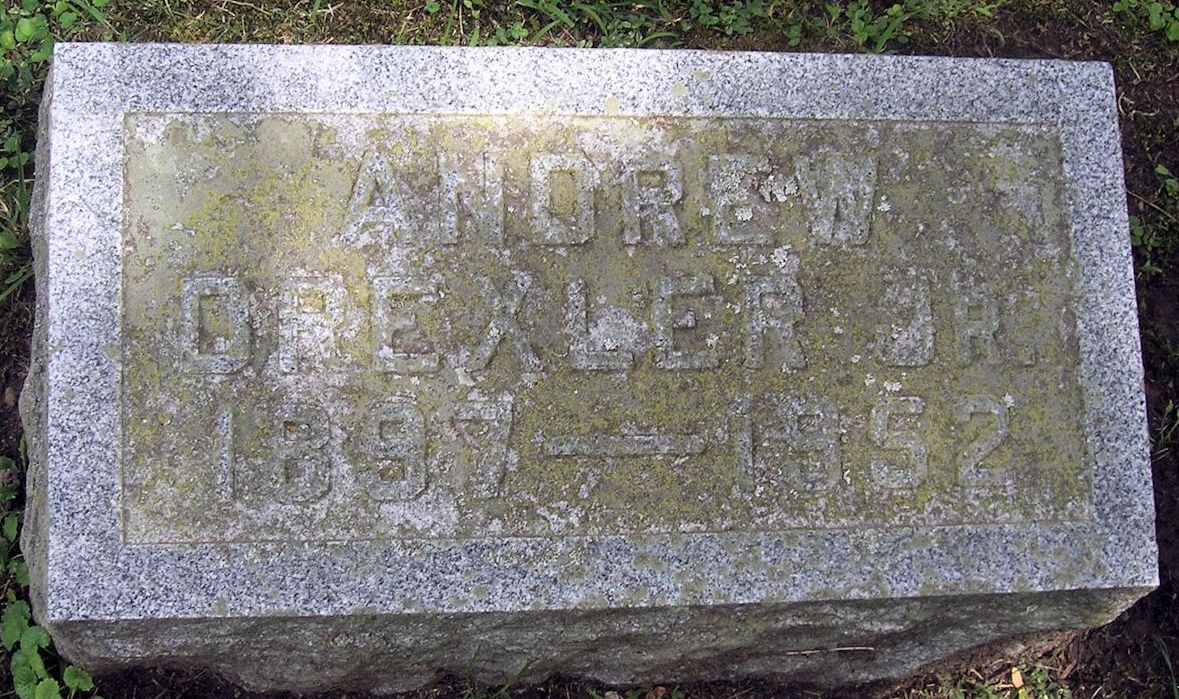 ANDREW
DREXLER JR.
1897—1952